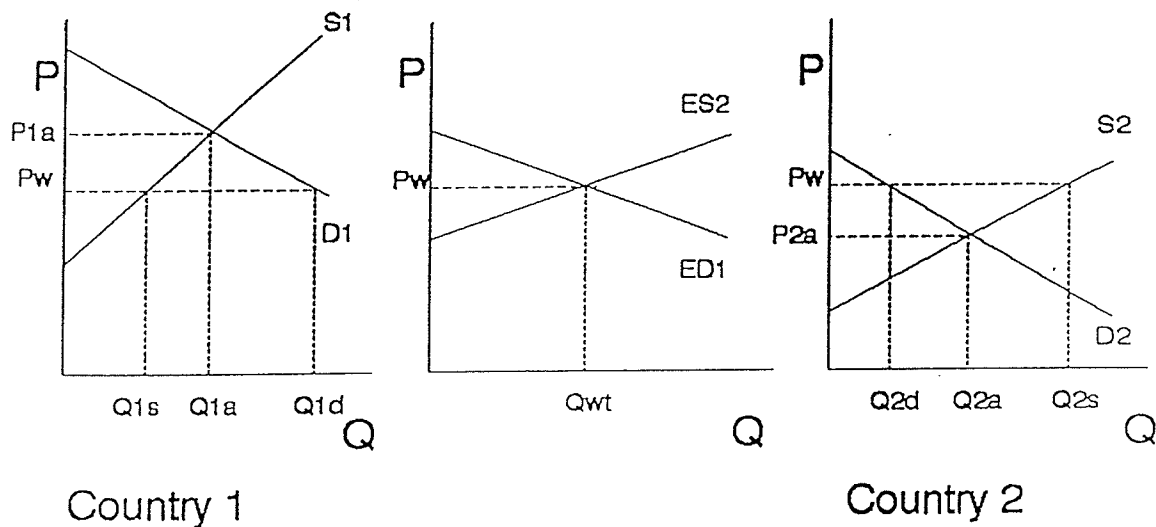 S1
P
P1a
Pw
D1
Q1s Q1a Q1d
Q
Country 1
P
ES2
Pw
ED1
Qwt
Q
P
S2
Pw
P2a
D2
Q2d Q2a Q2s
Q
Country 2